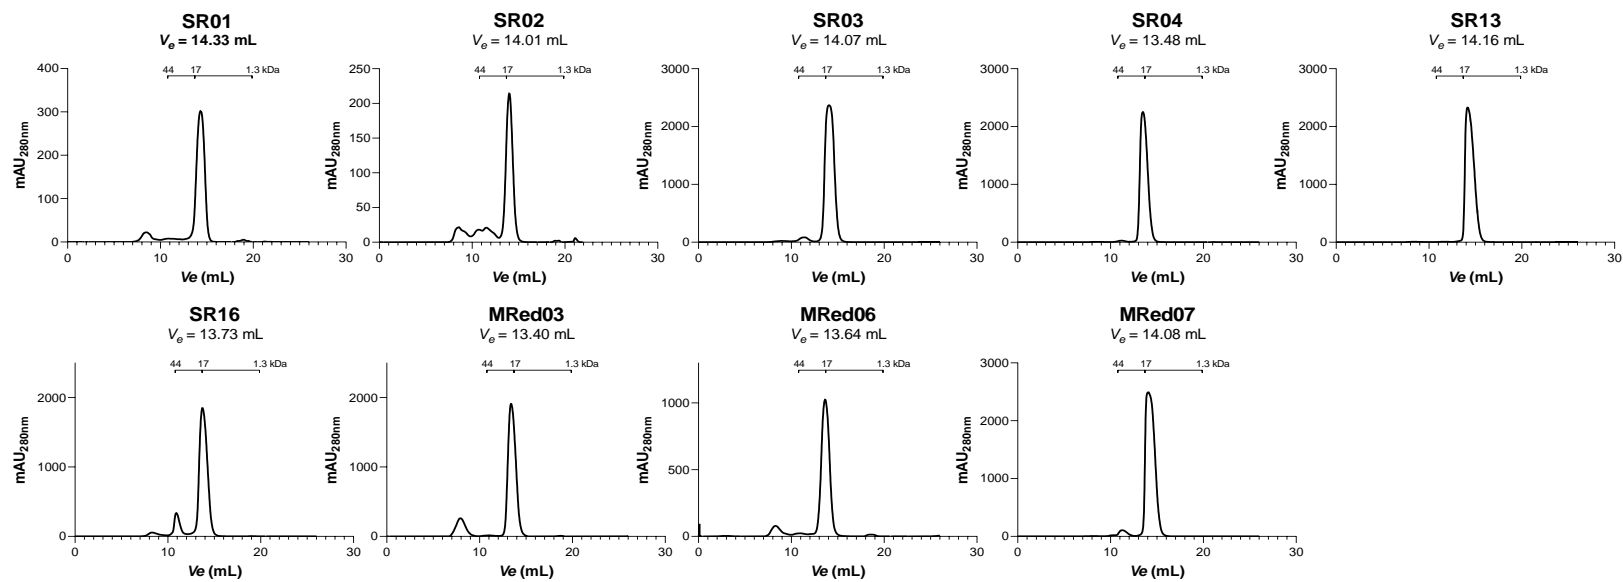 SR01
Ve = 14.33 mL
44 17 1.3 kDa
400
300
200
100
0
mAU280nm
0 10 20 30
Ve (mL)
SR02
Ve = 14.01 mL
44 17 1.3 kDa
250
200
150
100
50
0
mAU280nm
0 10 20 30
Ve (mL)
SR03
Ve = 14.07 mL
44 17 1.3 kDa
3000
2000
1000
0
mAU280nm
0 10 20 30
Ve (mL)
SR04
Ve = 13.48 mL
44 17 1.3 kDa
3000
2000
1000
0
mAU280nm
0 10 20 30
Ve (mL)
SR13
Ve = 14.16 mL
44 17 1.3 kDa
3000
2000
1000
0
mAU280nm
0 10 20 30
Ve (mL)
SR16
Ve = 13.73 mL
44 17 1.3 kDa
2000
1000
0
mAU280nm
0 10 20 30
Ve (mL)
MRed03
Ve = 13.40 mL
44 17 1.3 kDa
2000
1000
0
mAU280nm
0 10 20 30
Ve (mL)
MRed06
Ve = 13.64 mL
44 17 1.3 kDa
1000
500
0
mAU280nm
0 10 20 30
Ve (mL)
MRed07
Ve = 14.08 mL
44 17 1.3 kDa
3000
2000
1000
0
mAU280nm
0 10 20 30
Ve (mL)